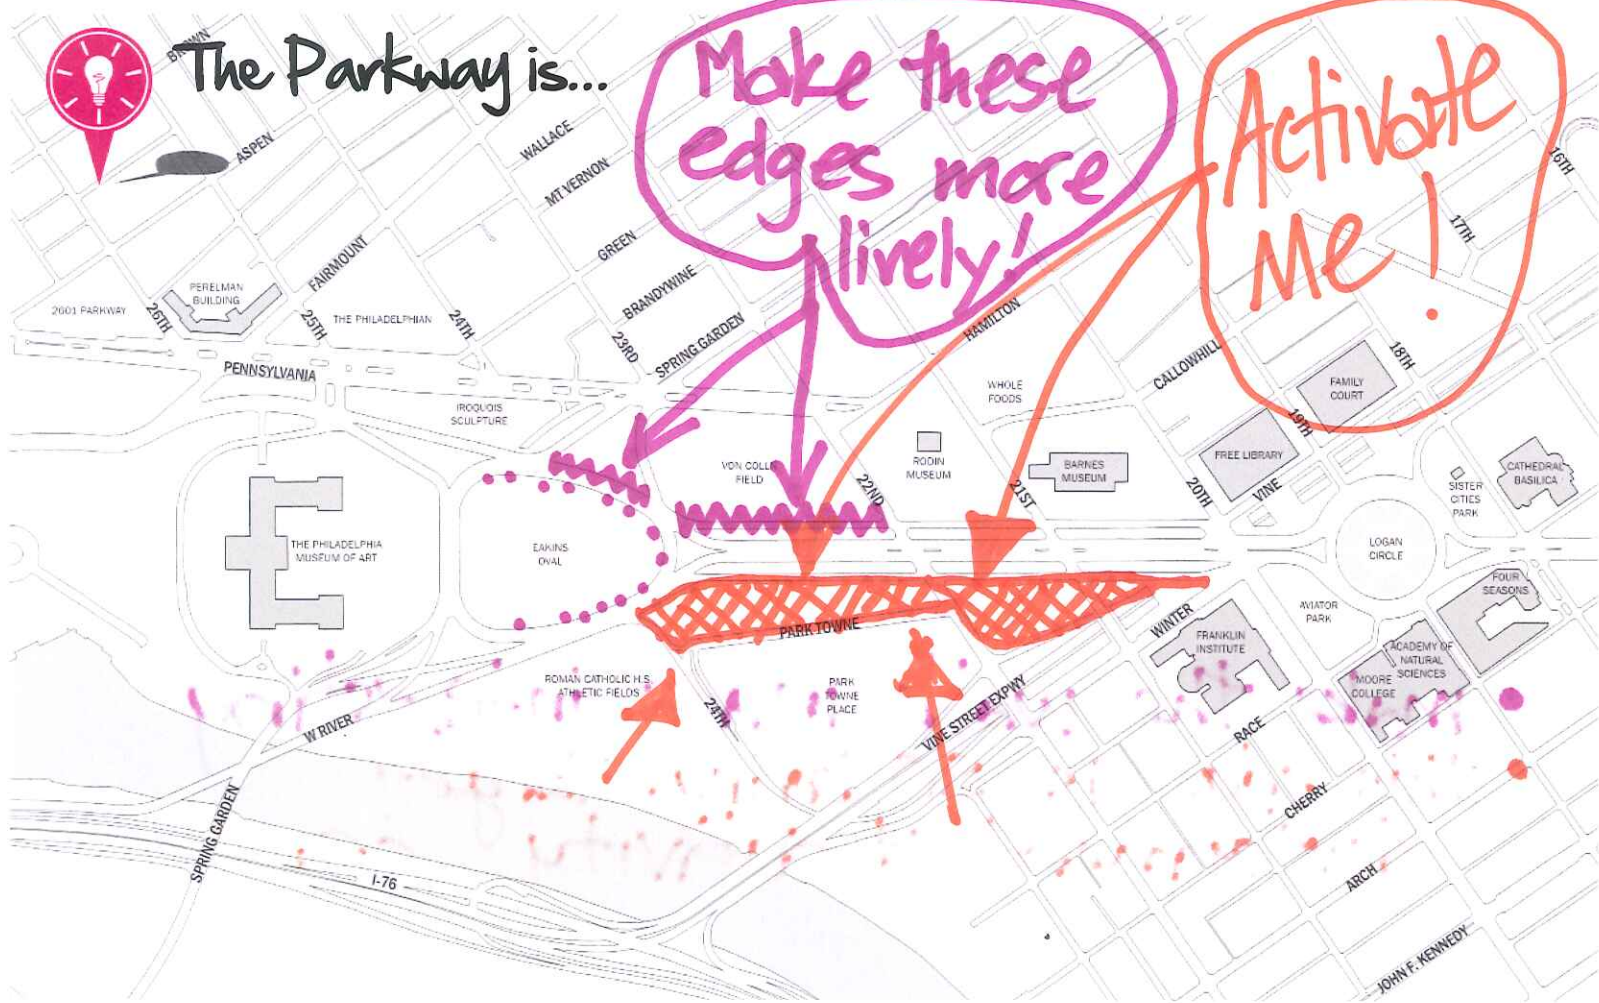 The Parkway is...
Make these
edges more
lively!
Activate
Me!
BROWN
ASPEN
WALLACE
MT VERNON
GREEN
BRANDYWINE
SPRING GARDEN
FAIRMOUNT
PERELMAN
BUILDING
2601 PARKWAY
26TH
25TH
THE PHILADELPHIAN
24TH
23RD
PENNSYLVANIA
IROQUOIS
SCULPTURE
HAMILTON
WHOLE
FOODS
CALLOWHILL
16TH
17TH
18TH
FAMILY
COURT
19TH
FREE LIBRARY
VINE
20TH
VON COLLN
FIELD
22ND
RODIN
MUSEUM
21ST
BARNES
MUSEUM
SISTER
CITIES
PARK
CATHEDRAL
BASILICA
THE PHILADELPHIA
MUSEUM OF ART
EAKINS
OVAL
LOGAN
CIRCLE
FOUR
SEASONS
PARK TOWNE
WINTER
AVIATOR
PARK
FRANKLIN
INSTITUTE
ACADEMY OF
NATURAL
SCIENCES
MOORE
COLLEGE
ROMAN CATHOLIC H.S.
ATHLETIC FIELDS
24TH
PARK
TOWNE
PLACE
VINE STREET EXPWY
W RIVER
RACE
SPRING GARDEN
CHERRY
I-76
ARCH
JOHN F. KENNEDY